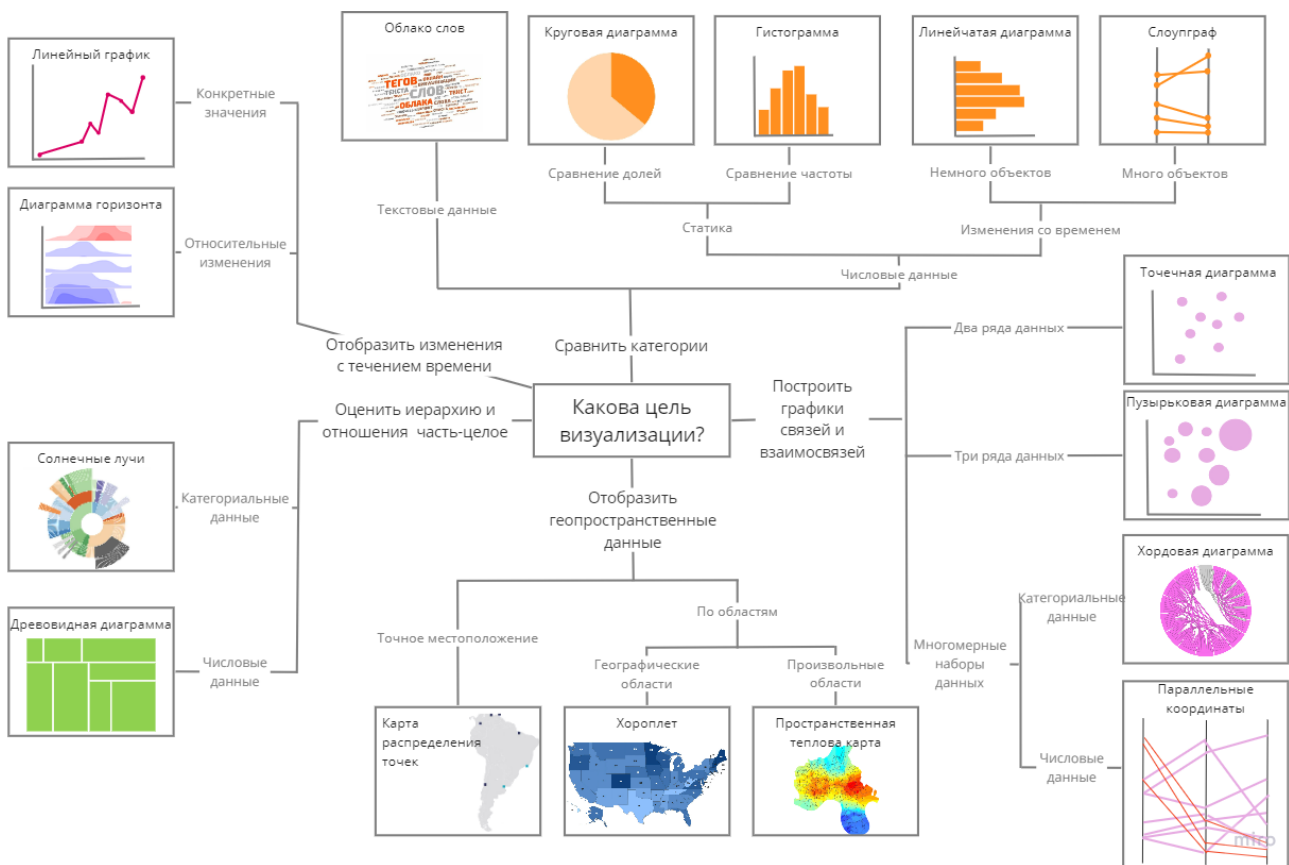 Облако слов
ТЕГОВ
ТЕКСТА
СЛОВ
ТЕКСТ
ОБЛАКА
Круговая диаграмма
Гистограмма
Линейчатая диаграмма
Слоупграф
Линейный график
Конкретные
значения
Диаграмма горизонта
Относительные
изменения
Текстовые данные
Сравнение долей
Сравнение частоты
Немного объектов
Много объектов
Статика
Изменения со временем
Числовые данные
Отобразить изменения
с течением времени
Сравнить категории
Какова цель
визуализации?
Построить
графики
связей и
взаимосвязей
Два ряда данных
Точечная диаграмма
Три ряда данных
Пузырьковая диаграмма
Оценить иерархию и
отношения часть-целое
Солнечные лучи
Категориальные
данные
Древовидная диаграмма
Числовые
данные
Отобразить
геопространственные
данные
Точное местоположение
По областям
Географические
области
Произвольные
области
Карта
распределения
точек
Хороплет
Пространственная
теплова карта
Многомерные
наборы
данных
Категориальные
данные
Хордовая диаграмма
Числовые
данные
Параллельные
координаты
miro